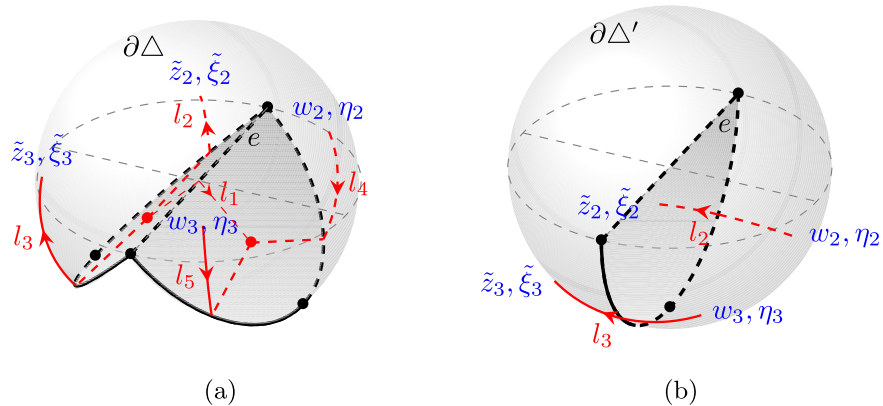 ∂△
z̃₂, ξ̃₂
l₂
w₂, η₂
e
z̃₃, ξ̃₃
l₁
l₄
w₃, η₃
l₃
l₅
(a)
∂△′
e
z̃₂, ξ̃₂
l₂
w₂, η₂
z̃₃, ξ̃₃
w₃, η₃
l₃
(b)